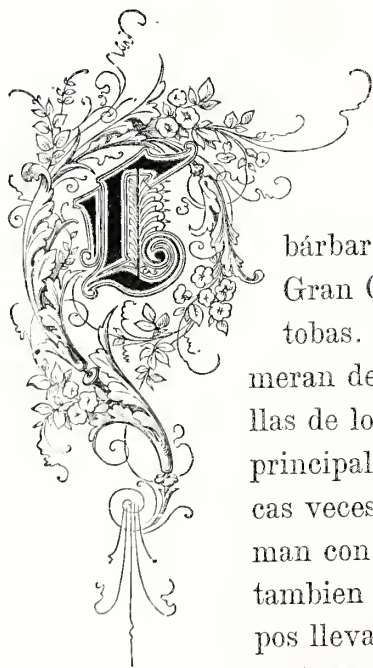 L
bárbar
Gran C
tobas.
meran de
llas de lo
principal
cas veces
man con
tambien
pos lleva